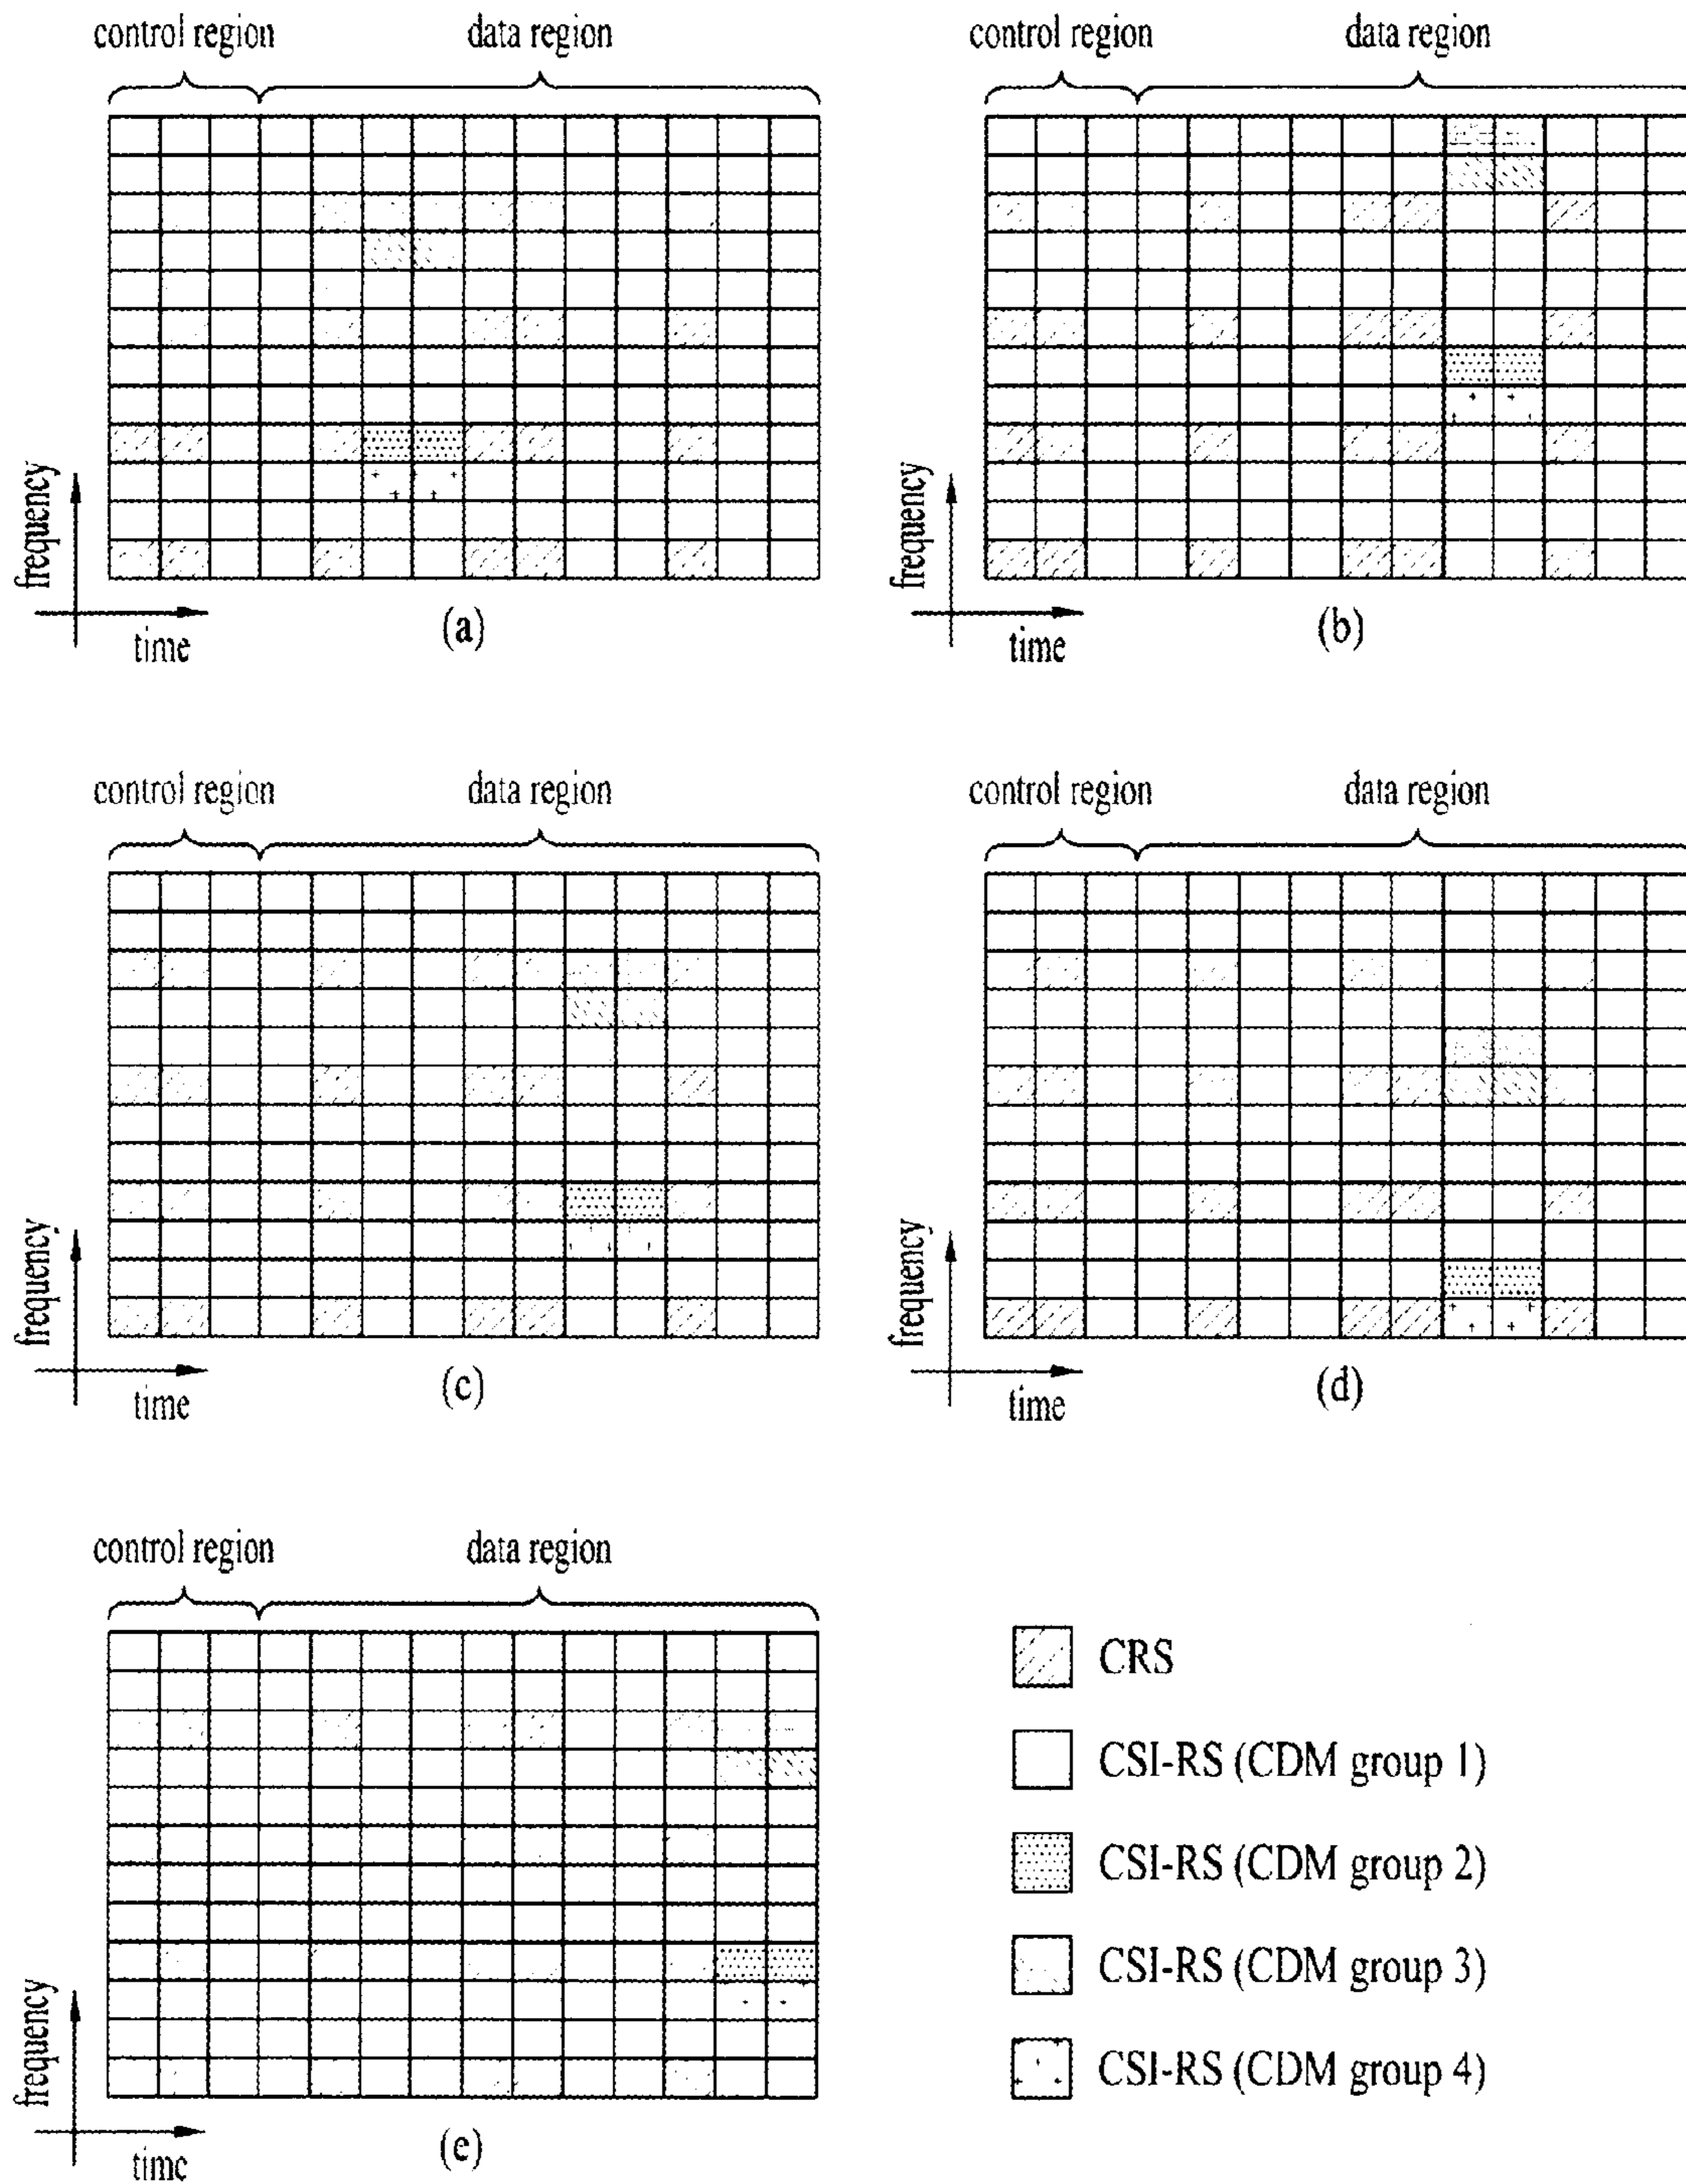 control region data region
control region data region
frequency
time
(a)
frequency
time
(b)
control region data region
control region data region
frequency
time
(c)
frequency
time
(d)
control region data region
frequency
time
(e)
CRS
CSI-RS (CDM group 1)
CSI-RS (CDM group 2)
CSI-RS (CDM group 3)
CSI-RS (CDM group 4)